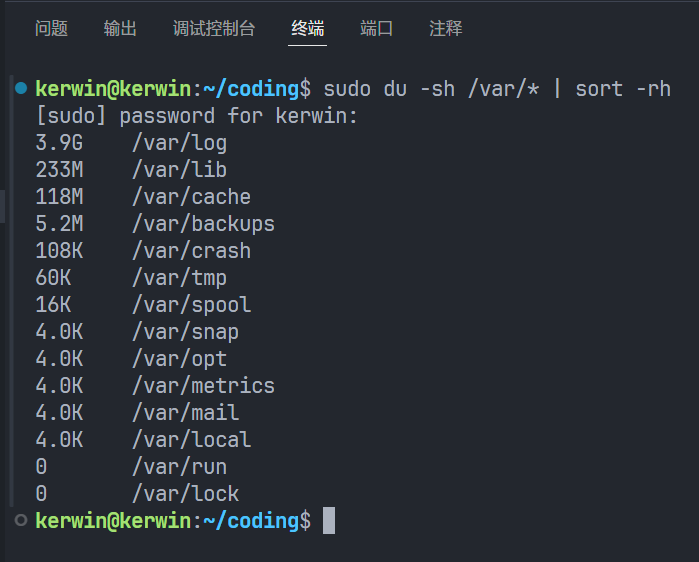 问题 输出 调试控制台 终端 端口 注释
kerwin@kerwin:~/coding$ sudo du -sh /var/* | sort -rh
[sudo] password for kerwin:
3.9G /var/log
233M /var/lib
118M /var/cache
5.2M /var/backups
108K /var/crash
60K /var/tmp
16K /var/spool
4.0K /var/snap
4.0K /var/opt
4.0K /var/metrics
4.0K /var/mail
4.0K /var/local
0 /var/run
0 /var/lock
kerwin@kerwin:~/coding$